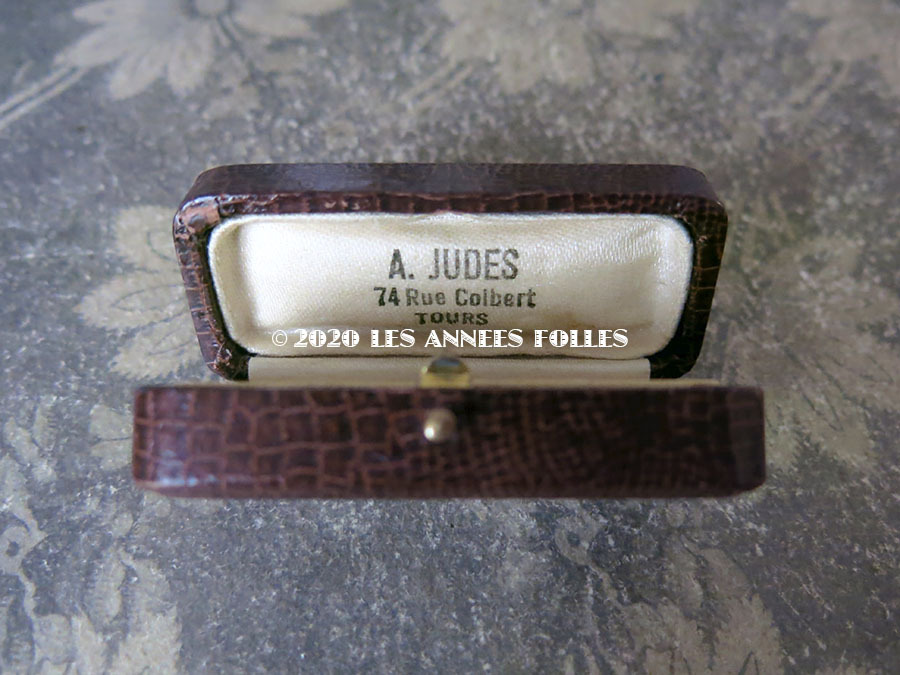 A. JUDES
74 Rue Colbert
TOURS
© 2020 LES ANNEES FOLLES